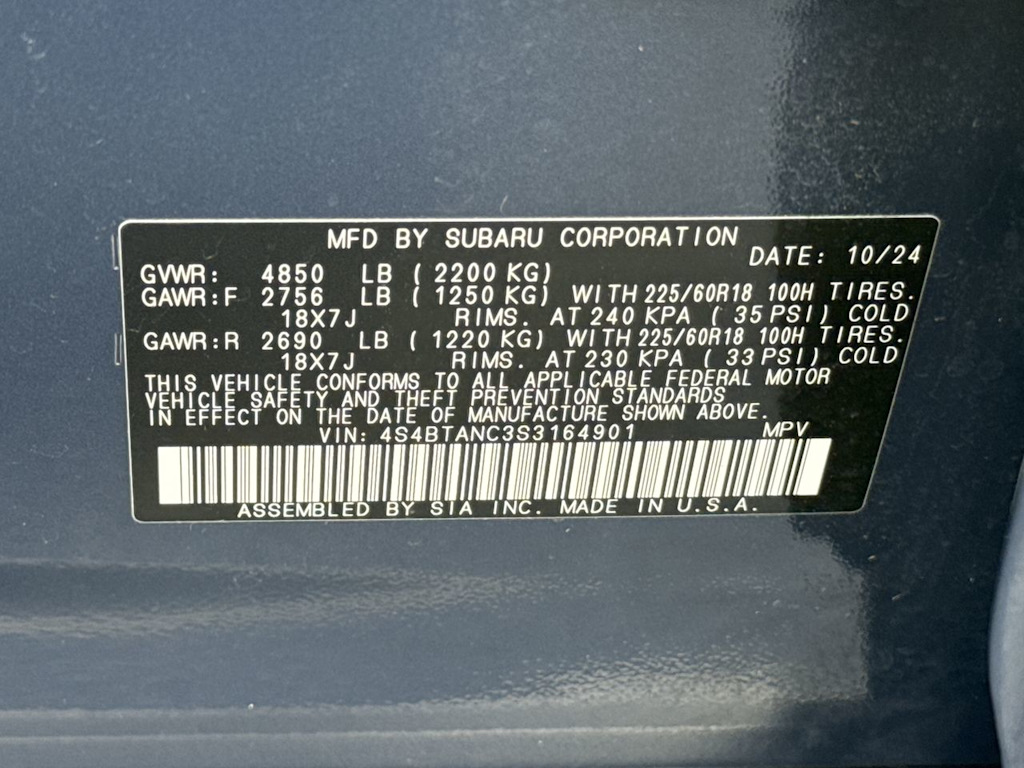 MFD BY SUBARU CORPORATION
DATE: 10/24
GVWR: 4850 LB ( 2200 KG)
GAWR:F 2756 LB ( 1250 KG) WITH 225/60R18 100H TIRES.
18X7J RIMS. AT 240 KPA ( 35 PSI) COLD
GAWR:R 2690 LB ( 1220 KG) WITH 225/60R18 100H TIRES.
18X7J RIMS. AT 230 KPA ( 33 PSI) COLD
THIS VEHICLE CONFORMS TO ALL APPLICABLE FEDERAL MOTOR
VEHICLE SAFETY AND THEFT PREVENTION STANDARDS
IN EFFECT ON THE DATE OF MANUFACTURE SHOWN ABOVE.
VIN: 4S4BTANC3S3164901 MPV
ASSEMBLED BY SIA INC. MADE IN U.S.A.